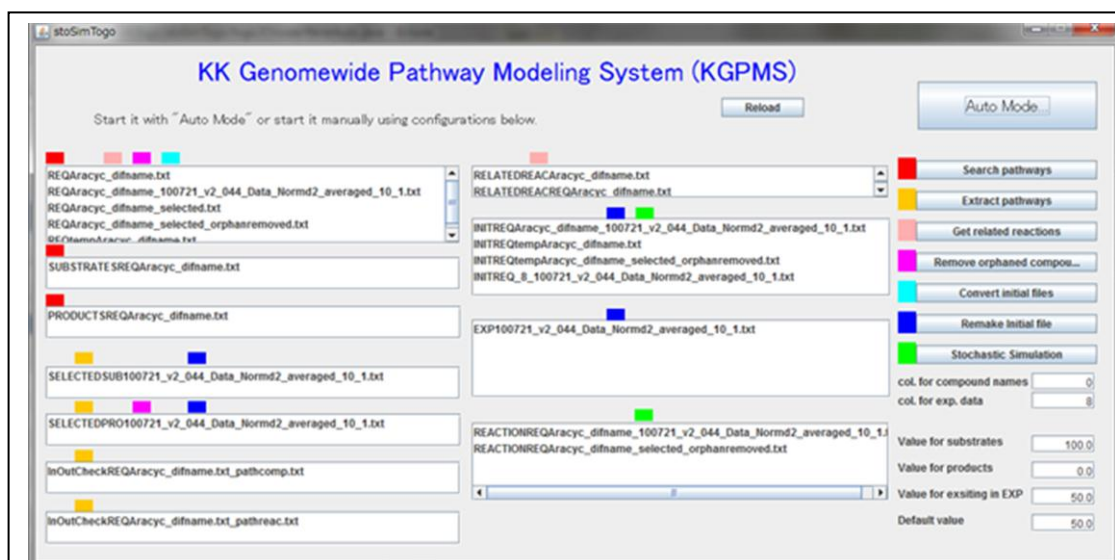 stoSimTogo
KK Genomewide Pathway Modeling System (KGPMS)
Reload
Auto Mode...
Start it with "Auto Mode" or start it manually using configurations below.
REQAracyc_difname.txt
REQAracyc_difname_100721_v2_044_Data_Normd2_averaged_10_1.txt
REQAracyc_difname_selected.txt
REQAracyc_difname_selected_orphanremoved.txt
REQtempAracyc_difname.txt
SUBSTRATESREQAracyc_difname.txt
PRODUCTSREQAracyc_difname.txt
SELECTEDSUB100721_v2_044_Data_Normd2_averaged_10_1.txt
SELECTEDPRO100721_v2_044_Data_Normd2_averaged_10_1.txt
InOutCheckREQAracyc_difname.txt_pathcomp.txt
InOutCheckREQAracyc_difname.txt_pathreac.txt
RELATEDREACAracyc_difname.txt
RELATEDREACREQAracyc_difname.txt
INITREQAracyc_difname_100721_v2_044_Data_Normd2_averaged_10_1.txt
INITREQtempAracyc_difname.txt
INITREQtempAracyc_difname_selected_orphanremoved.txt
INITREQ_8_100721_v2_044_Data_Normd2_averaged_10_1.txt
EXP100721_v2_044_Data_Normd2_averaged_10_1.txt
REACTIONREQAracyc_difname_100721_v2_044_Data_Normd2_averaged_10_1.t
REACTIONREQAracyc_difname_selected_orphanremoved.txt
Search pathways
Extract pathways
Get related reactions
Remove orphaned compou...
Convert initial files
Remake Initial file
Stochastic Simulation
col. for compound names 0
col. for exp. data 8
Value for substrates 100.0
Value for products 0.0
Value for exsiting in EXP 50.0
Default value 50.0